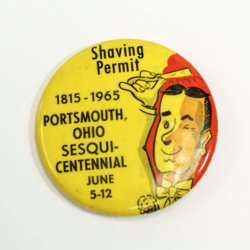 Shaving
Permit
1815-1965
PORTSMOUTH,
OHIO
SESQUI-
CENTENNIAL
JUNE
5-12